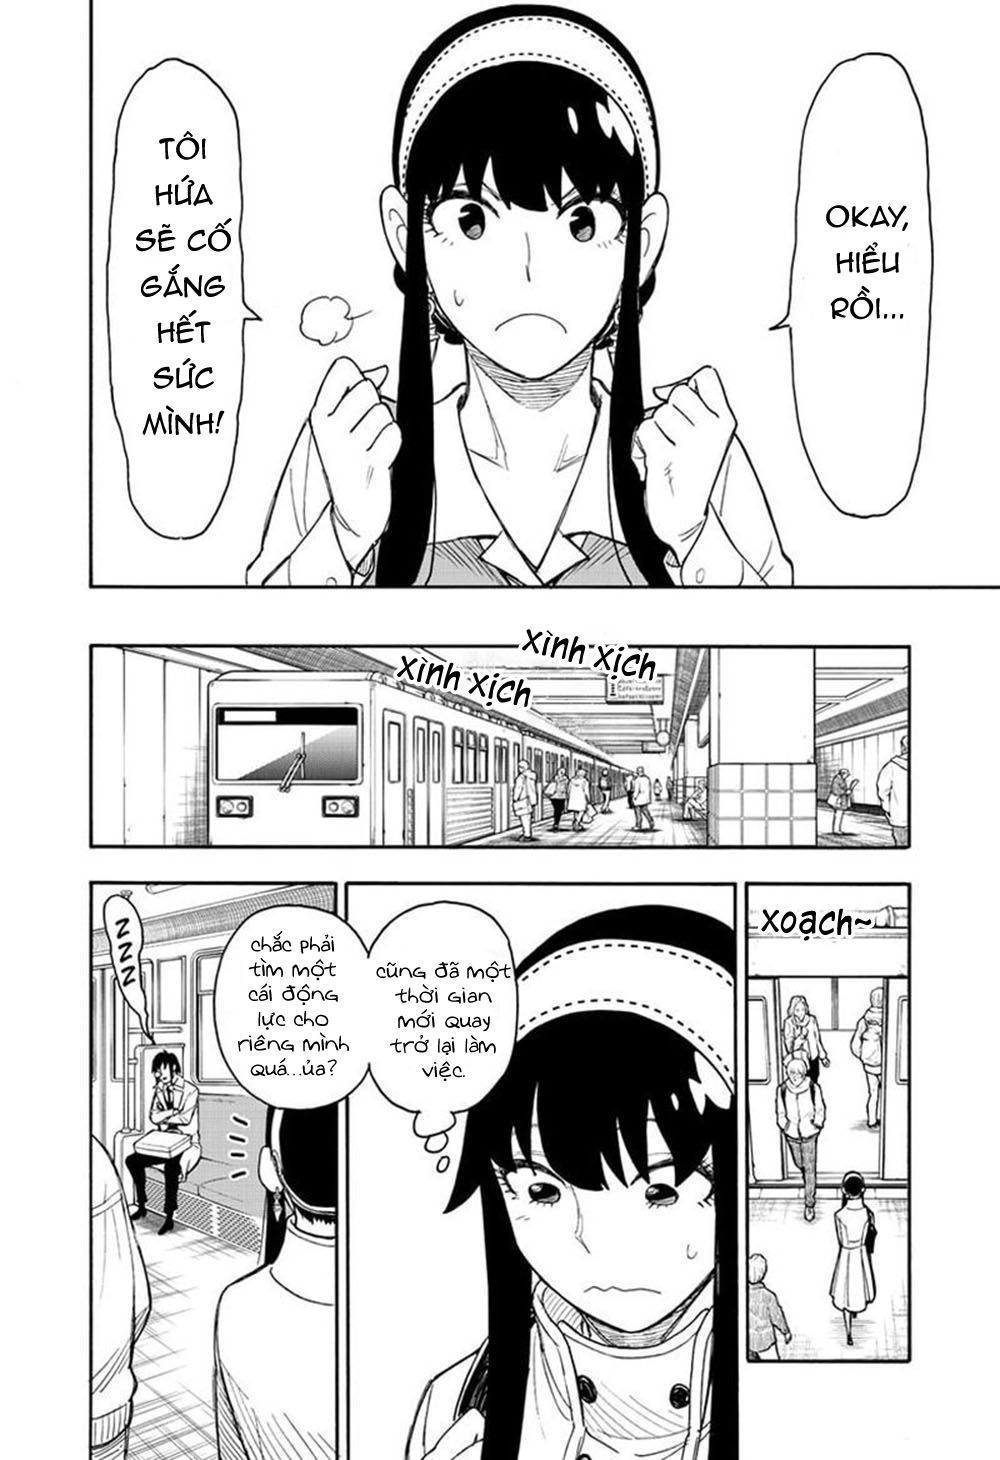 OKAY,
HIỂU
RỒI...
TÔI
HỨA
SẼ CỐ
GẮNG
HẾT
SỨC
MÌNH!
XÌNH XỊCH
XÌNH XỊCH
XOẠCH~
CŨNG ĐÃ MỘT
THỜI GIAN
MỚI QUAY
TRỞ LẠI LÀM
VIỆC.
CHẮC PHẢI
TÌM MỘT
CÁI ĐỘNG
LỰC CHO
RIÊNG MÌNH
QUÁ...ỦA?
ZZZZ